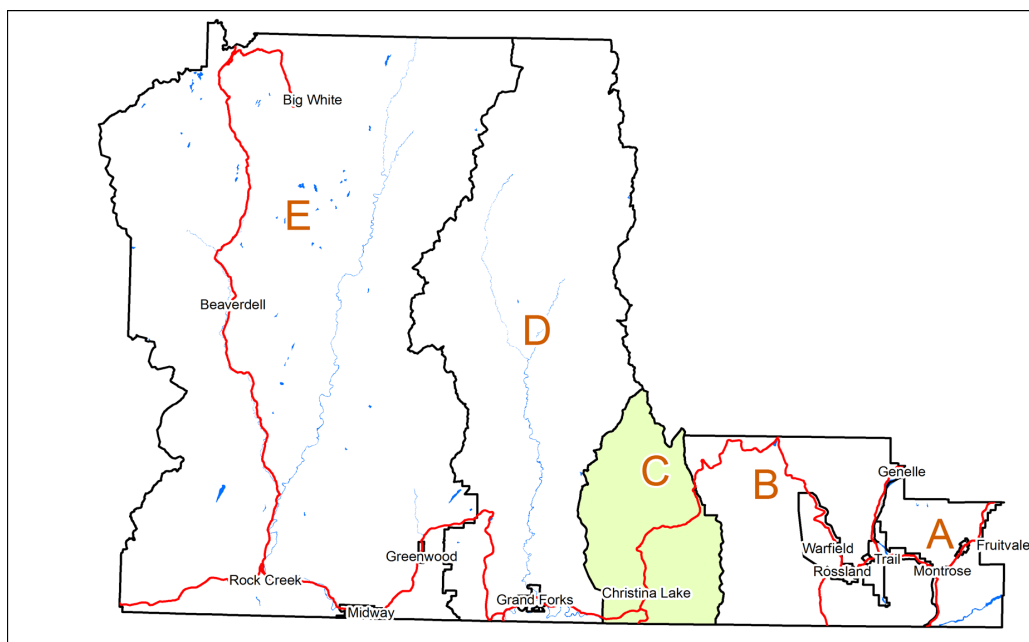 Big White
E
Beaverdell
D
C
B
Genelle
A
Fruitvale
Warfield
Trail
Rossland
Montrose
Greenwood
Rock Creek
Christina Lake
Grand Forks
Midway